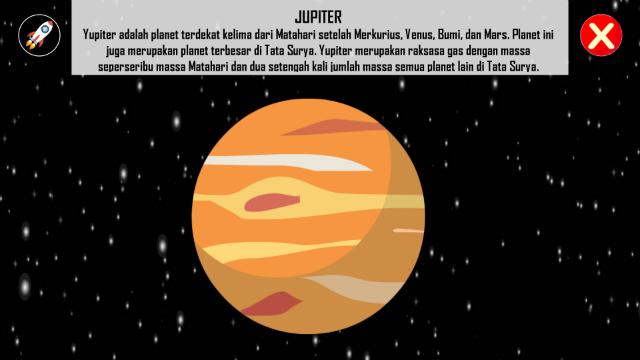 JUPITER
Yupiter adalah planet terdekat kelima dari Matahari setelah Merkurius, Venus, Bumi, dan Mars. Planet ini
juga merupakan planet terbesar di Tata Surya. Yupiter merupakan raksasa gas dengan massa
seperseribu massa Matahari dan dua setengah kali jumlah massa semua planet lain di Tata Surya.